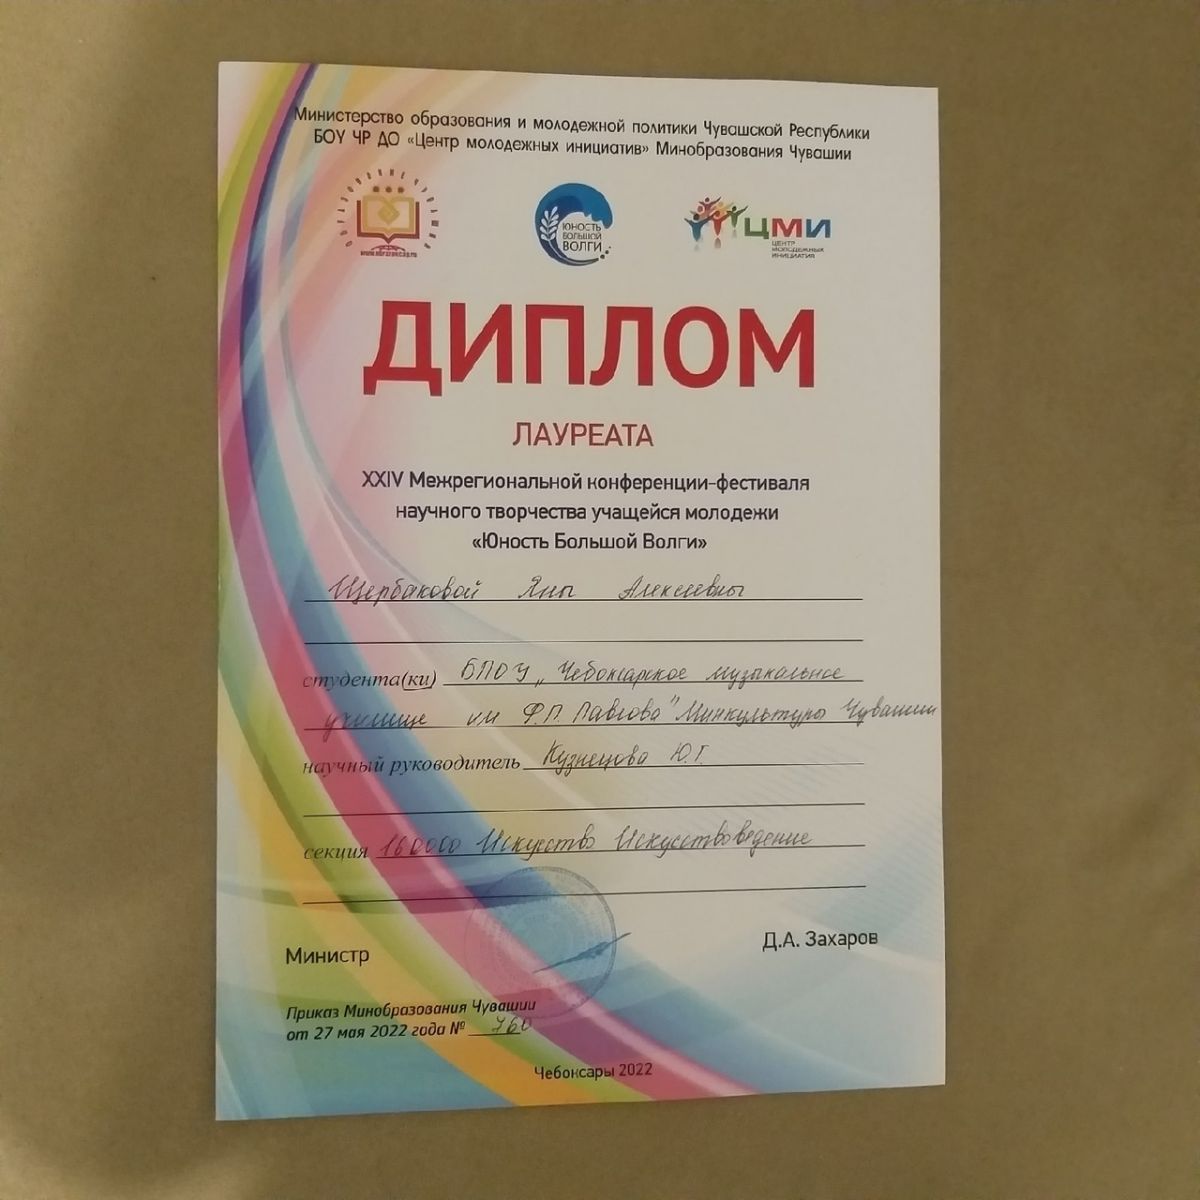 Министерство образования и молодежной политики Чувашской Республики
БОУ ЧР ДО «Центр молодежных инициатив» Минобразования Чувашии
www.obrazovcap.ru
ЮНОСТЬ
БОЛЬШОЙ
ВОЛГИ
ЦМИ
ЦЕНТР
МОЛОДЕЖНЫХ
ИНИЦИАТИВ
ДИПЛОМ
ЛАУРЕАТА
XXIV Межрегиональной конференции-фестиваля
научного творчества учащейся молодежи
«Юность Большой Волги»
Щербаковой Яны Алексеевны
студента(ки) БПОУ „Чебоксарское музыкальное
училище им Ф.П. Павлова" Минкультуры Чувашии
научный руководитель Кузнецова Ю.Г.
секция 160000 Искусство Искусствоведение
Министр Д.А. Захаров
Приказ Минобразования Чувашии
от 27 мая 2022 года № 760
Чебоксары 2022